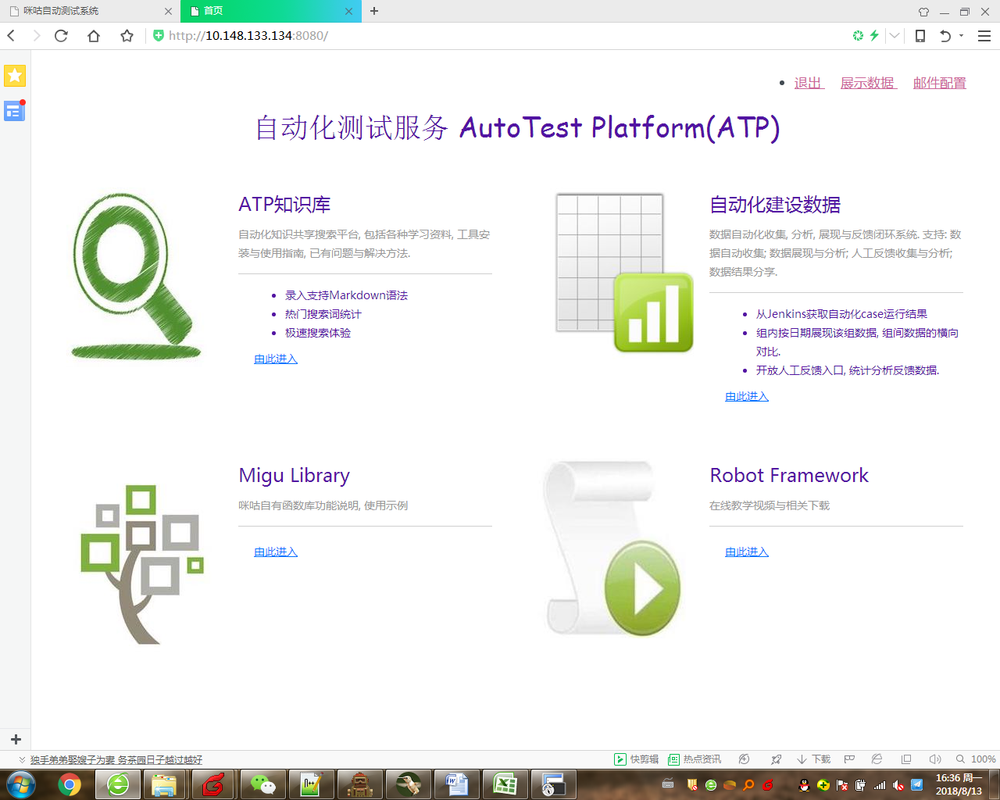 咪咕自动测试系统
首页
http://10.148.133.134:8080/
退出 展示数据 邮件配置
自动化测试服务 AutoTest Platform(ATP)
ATP知识库
自动化知识共享搜索平台, 包括各种学习资料, 工具安
装与使用指南, 已有问题与解决方法.
录入支持Markdown语法
热门搜索词统计
极速搜索体验
由此进入
自动化建设数据
数据自动化收集, 分析, 展现与反馈闭环系统. 支持: 数
据自动收集; 数据展现与分析; 人工反馈收集与分析;
数据结果分享.
从Jenkins获取自动化case运行结果
组内按日期展现该组数据, 组间数据的横向
对比.
开放人工反馈入口, 统计分析反馈数据.
由此进入
Migu Library
咪咕自有函数库功能说明, 使用示例
由此进入
Robot Framework
在线教学视频与相关下载
由此进入
独手弟弟娶嫂子为妻 务茶园日子越过越好
快剪辑 热点资讯 下载 100%
16:36 周一
2018/8/13